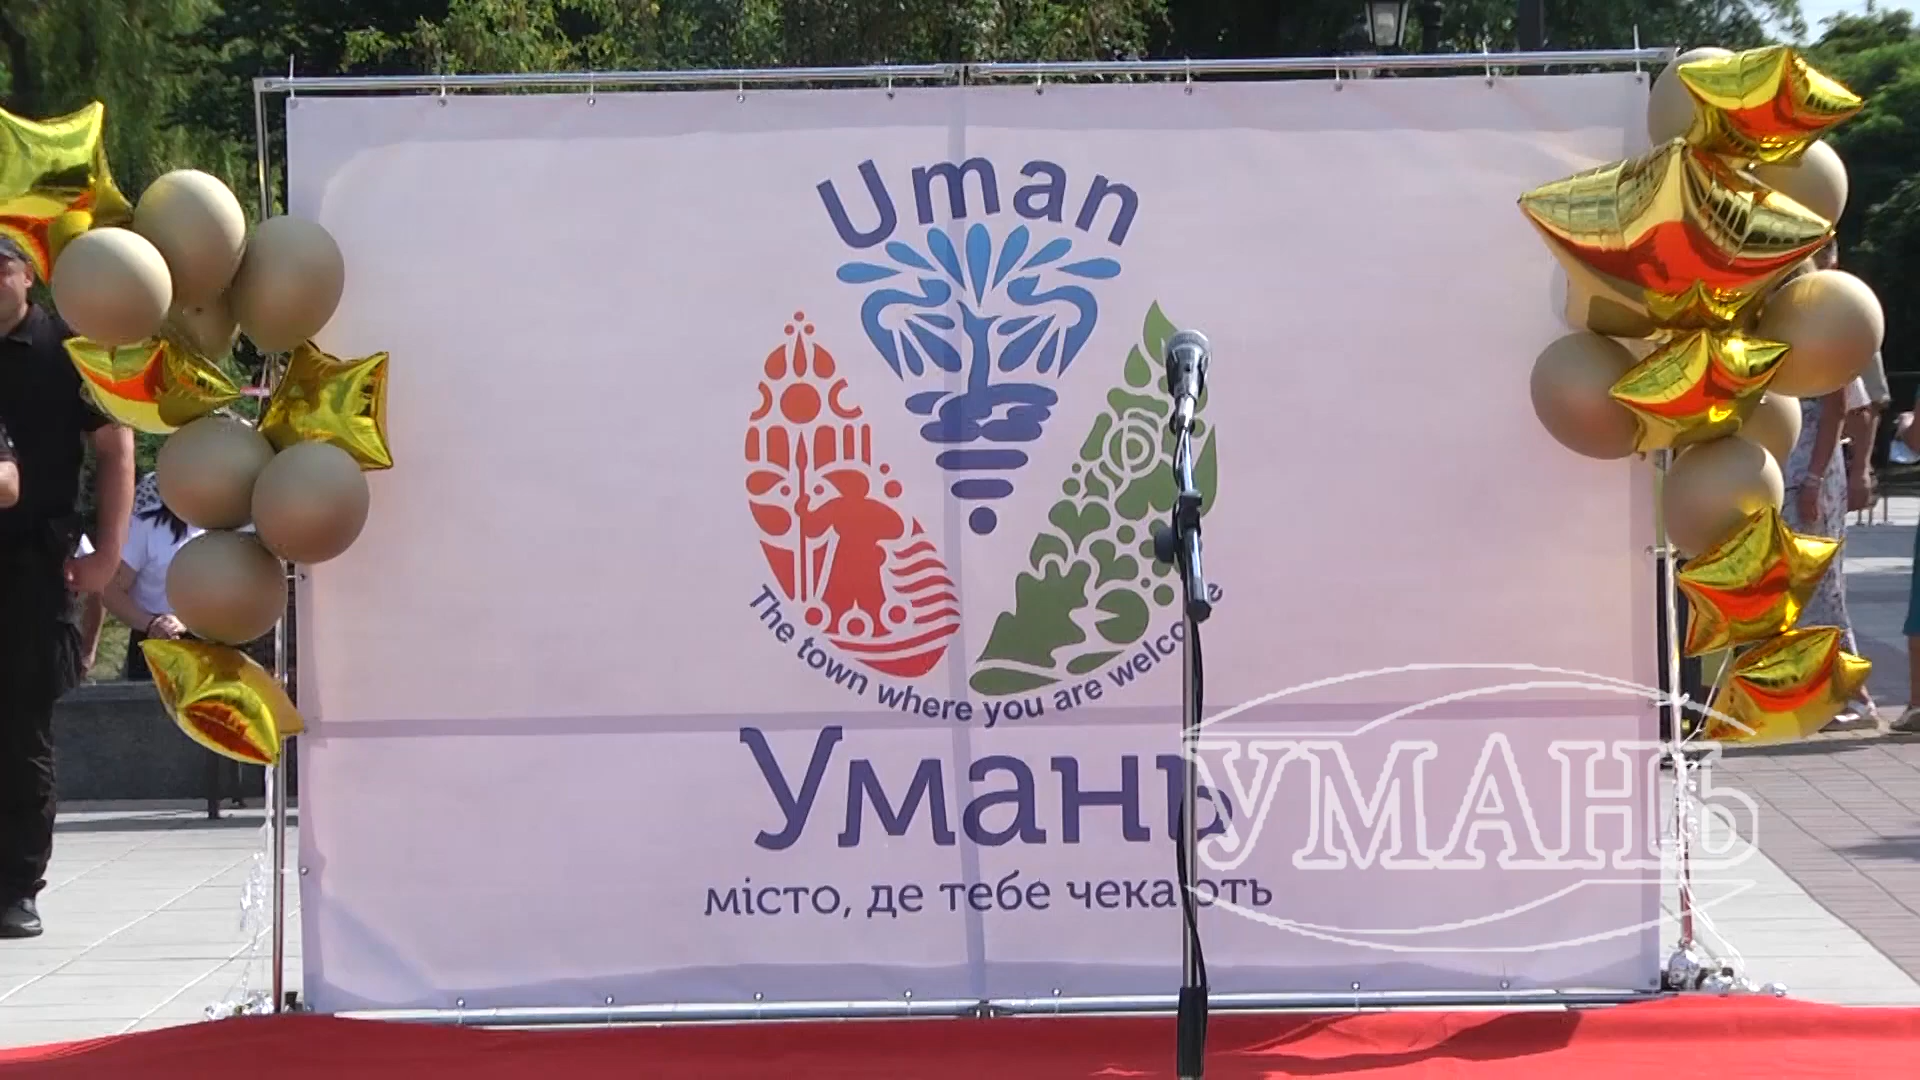 Uman
The town where you are welcome
Умань
місто, де тебе чекають
УМАНЬ